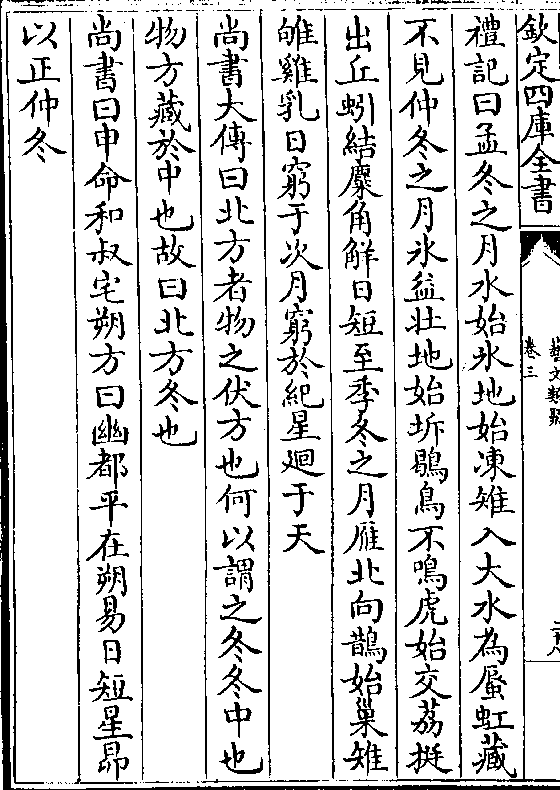 欽定四庫全書
藝文類聚
卷三
禮記曰孟冬之月水始氷地始凍雉入大水為蜃虹藏
不見仲冬之月氷益壯地始坼鶡鳥不鳴虎始交荔挺
出丘蚓結麋角觧日短至季冬之月雁北向鵲始巢雉
雊雞乳日窮于次月窮於紀星廻于天
尚書大傳曰北方者物之伏方也何以謂之冬冬中也
物方藏於中也故曰北方冬也
尚書曰申命和叔宅朔方曰幽都平在朔易日短星昴
以正仲冬